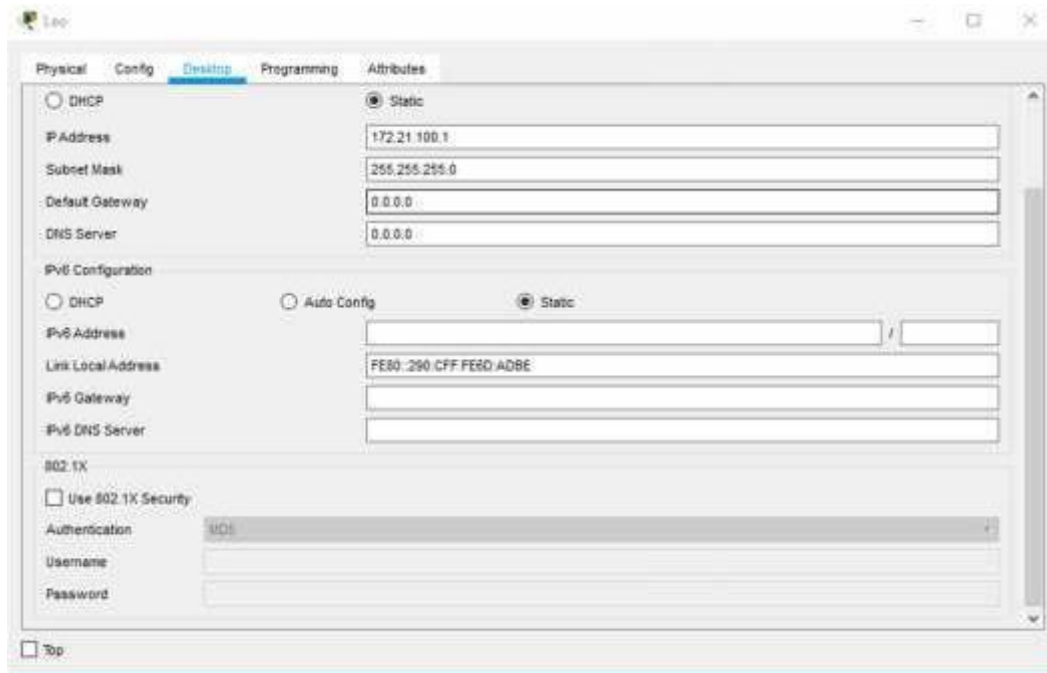 Leo
Physical Config Desktop Programming Attributes
DHCP Static
IP Address 172.21.100.1
Subnet Mask 255.255.255.0
Default Gateway 0.0.0.0
DNS Server 0.0.0.0
IPv6 Configuration
DHCP Auto Config Static
IPv6 Address /
Link Local Address FE80::290:CFF:FE6D:ADBE
IPv6 Gateway
IPv6 DNS Server
802.1X
Use 802.1X Security
Authentication MD5
Username
Password
Top